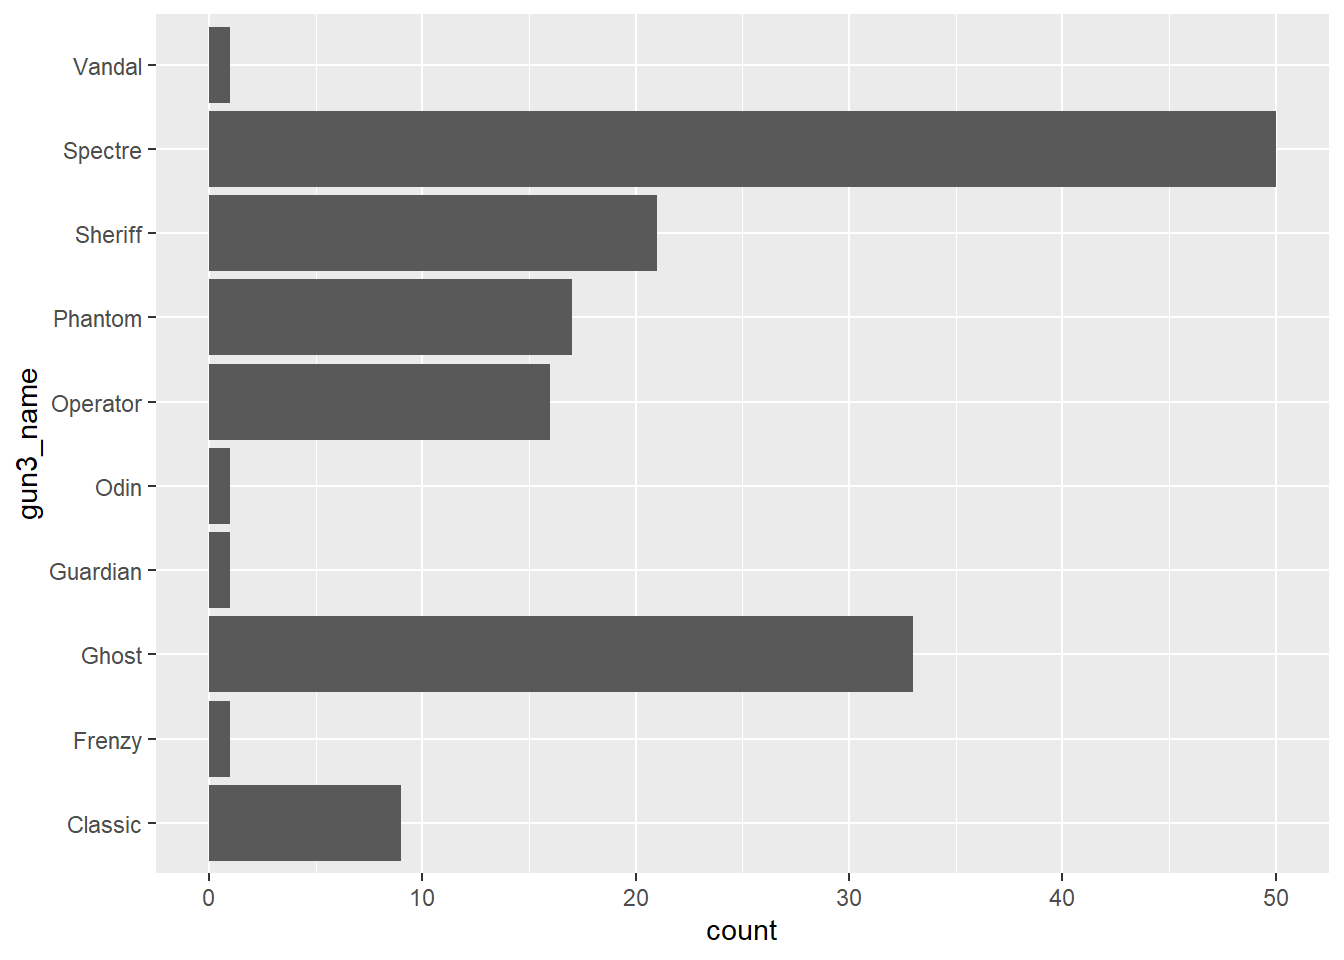 gun3_name
Vandal
Spectre
Sheriff
Phantom
Operator
Odin
Guardian
Ghost
Frenzy
Classic
0 10 20 30 40 50
count